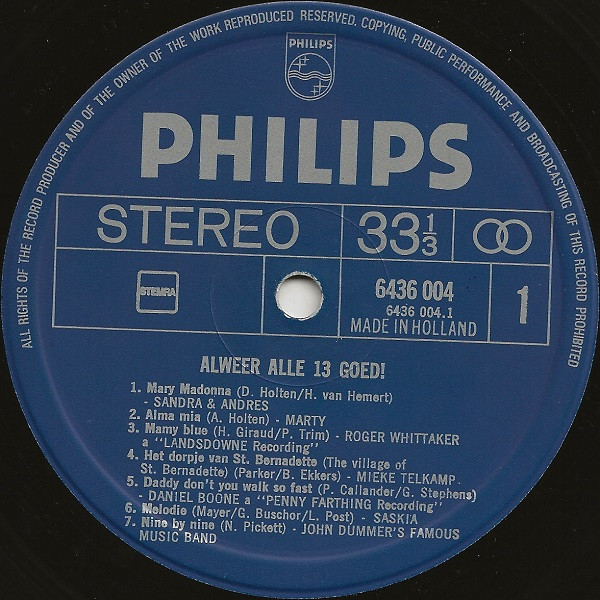 ALL RIGHTS OF THE RECORD PRODUCER AND OF THE OWNER OF THE WORK REPRODUCED RESERVED. COPYING, PUBLIC PERFORMANCE AND BROADCASTING OF THIS RECORD PROHIBITED
PHILIPS
PHILIPS
STEREO 33⅓
STEMRA 6436 004 1
6436 004.1
MADE IN HOLLAND
ALWEER ALLE 13 GOED!
1. Mary Madonna (D. Holten/H. van Hemert)
- SANDRA & ANDRES
2. Alma mia (A. Holten) - MARTY
3. Mamy blue (H. Giraud/P. Trim) - ROGER WHITTAKER
a "LANDSDOWNE Recording"
4. Het dorpje van St. Bernadette (The village of
St. Bernadette) (Parker/B. Ekkers) - MIEKE TELKAMP
5. Daddy don't you walk so fast (P. Callander/G. Stephens)
- DANIEL BOONE a "PENNY FARTHING Recording"
6. Melodie (Mayer/G. Buschor/L. Post) - SASKIA
7. Nine by nine (N. Pickett) - JOHN DUMMER'S FAMOUS
MUSIC BAND